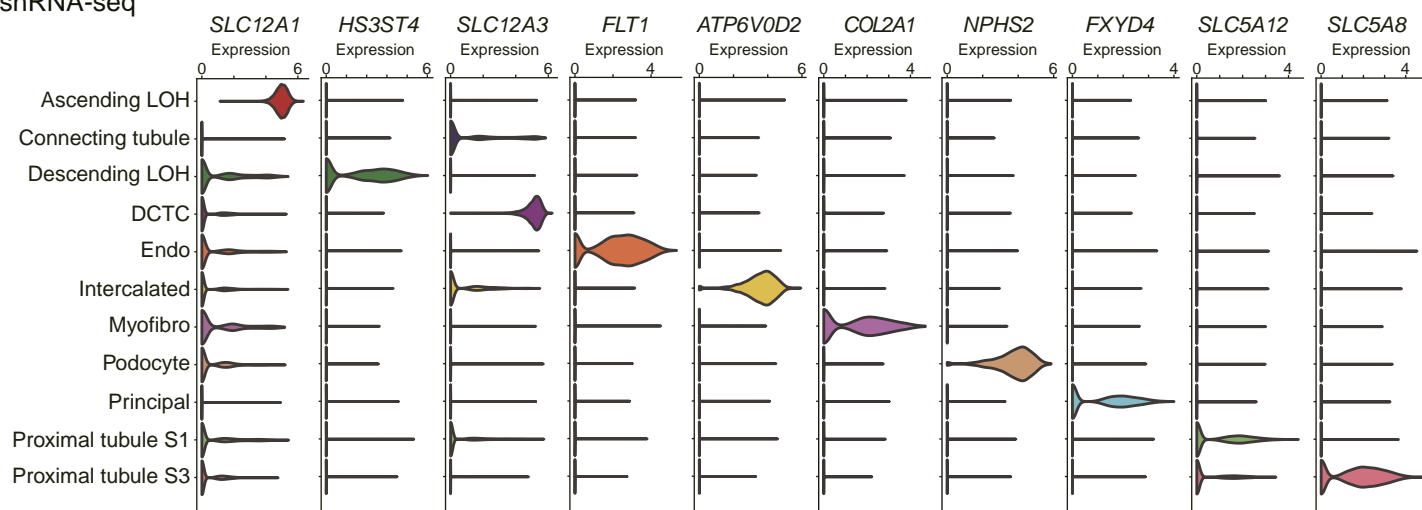 snRNA-seq
SLC12A1 HS3ST4 SLC12A3 FLT1 ATP6V0D2 COL2A1 NPHS2 FXYD4 SLC5A12 SLC5A8
Expression Expression Expression Expression Expression Expression Expression Expression Expression Expression
0 6 0 6 0 6 0 4 0 6 0 4 0 6 0 4 0 4 0 4
Ascending LOH
Connecting tubule
Descending LOH
DCTC
Endo
Intercalated
Myofibro
Podocyte
Principal
Proximal tubule S1
Proximal tubule S3